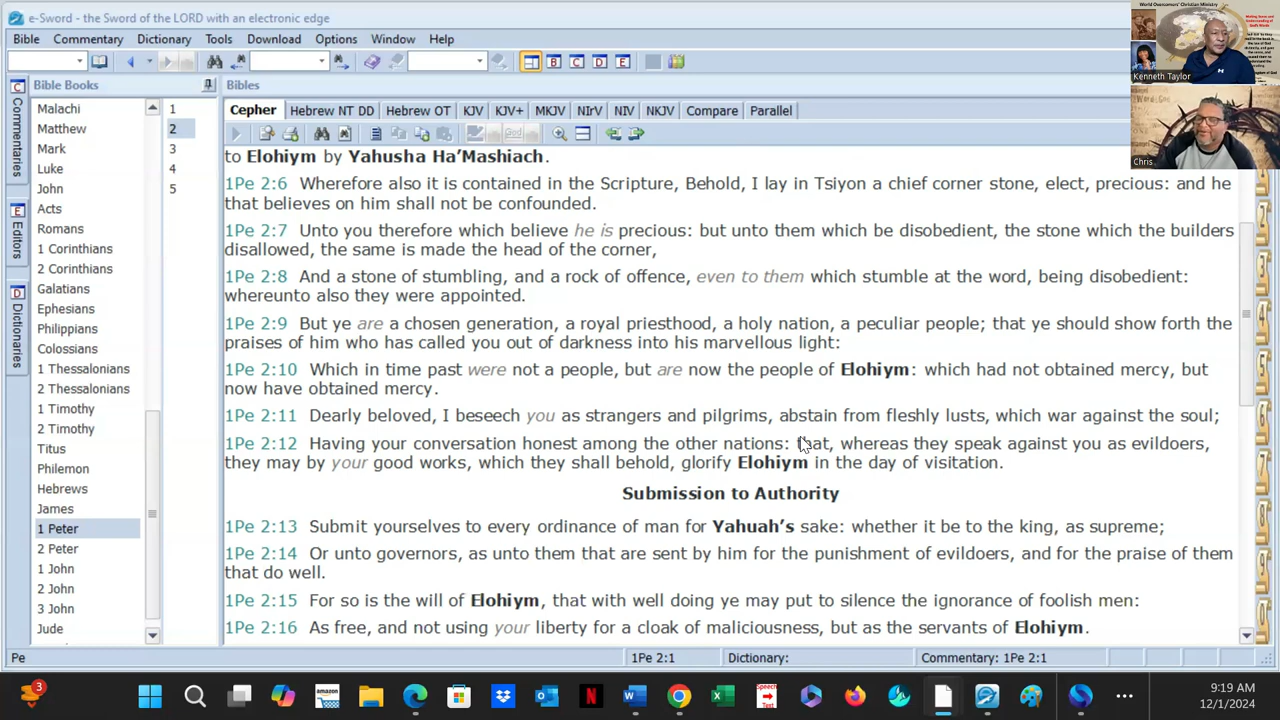 e-Sword - the Sword of the LORD with an electronic edge
Bible Commentary Dictionary Tools Download Options Window Help
World Overcomers' Christian Ministry
Kenneth Taylor
Chris
Bible Books
Bibles
Commentaries
Editors
Dictionaries
Malachi
Matthew
Mark
Luke
John
Acts
Romans
1 Corinthians
2 Corinthians
Galatians
Ephesians
Philippians
Colossians
1 Thessalonians
2 Thessalonians
1 Timothy
2 Timothy
Titus
Philemon
Hebrews
James
1 Peter
2 Peter
1 John
2 John
3 John
Jude
1
2
3
4
5
Cepher Hebrew NT DD Hebrew OT KJV KJV+ MKJV NIrV NIV NKJV Compare Parallel
to Elohiym by Yahusha Ha'Mashiach.
1Pe 2:6 Wherefore also it is contained in the Scripture, Behold, I lay in Tsiyon a chief corner stone, elect, precious: and he
that believes on him shall not be confounded.
1Pe 2:7 Unto you therefore which believe he is precious: but unto them which be disobedient, the stone which the builders
disallowed, the same is made the head of the corner,
1Pe 2:8 And a stone of stumbling, and a rock of offence, even to them which stumble at the word, being disobedient:
whereunto also they were appointed.
1Pe 2:9 But ye are a chosen generation, a royal priesthood, a holy nation, a peculiar people; that ye should show forth the
praises of him who has called you out of darkness into his marvellous light:
1Pe 2:10 Which in time past were not a people, but are now the people of Elohiym: which had not obtained mercy, but
now have obtained mercy.
1Pe 2:11 Dearly beloved, I beseech you as strangers and pilgrims, abstain from fleshly lusts, which war against the soul;
1Pe 2:12 Having your conversation honest among the other nations: that, whereas they speak against you as evildoers,
they may by your good works, which they shall behold, glorify Elohiym in the day of visitation.
Submission to Authority
1Pe 2:13 Submit yourselves to every ordinance of man for Yahuah's sake: whether it be to the king, as supreme;
1Pe 2:14 Or unto governors, as unto them that are sent by him for the punishment of evildoers, and for the praise of them
that do well.
1Pe 2:15 For so is the will of Elohiym, that with well doing ye may put to silence the ignorance of foolish men:
1Pe 2:16 As free, and not using your liberty for a cloak of maliciousness, but as the servants of Elohiym.
Pe
1Pe 2:1
Dictionary:
Commentary: 1Pe 2:1
3
amazon
Speech
Text
9:19 AM
12/1/2024